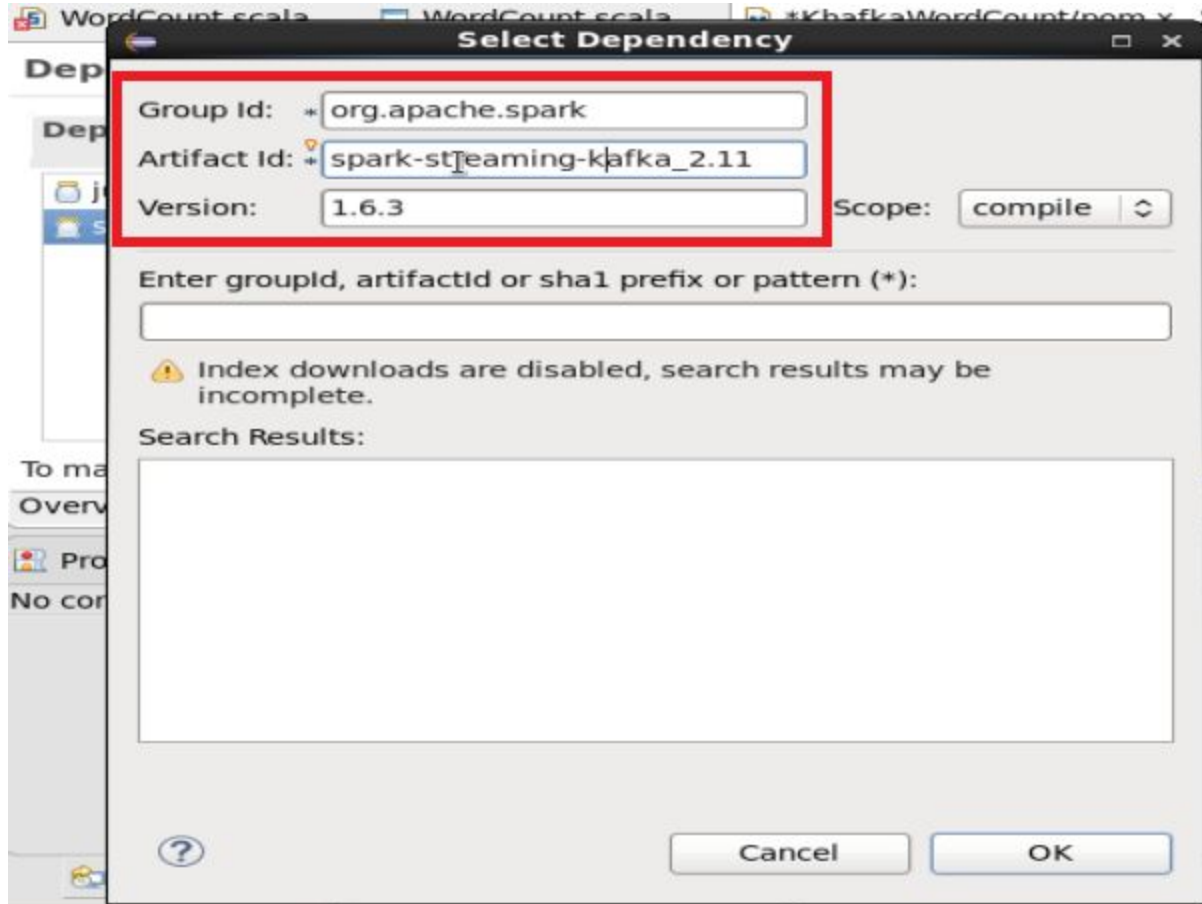 WordCount.scala WordCount.scala *KhafkaWordCount/pom
Select Dependency
Dep
Group Id: * org.apache.spark
Dep
Artifact Id: * spark-streaming-kafka_2.11
Version: 1.6.3 Scope: compile
Enter groupId, artifactId or sha1 prefix or pattern (*):
Index downloads are disabled, search results may be
incomplete.
Search Results:
To ma
Overv
Pro
No cor
Cancel OK